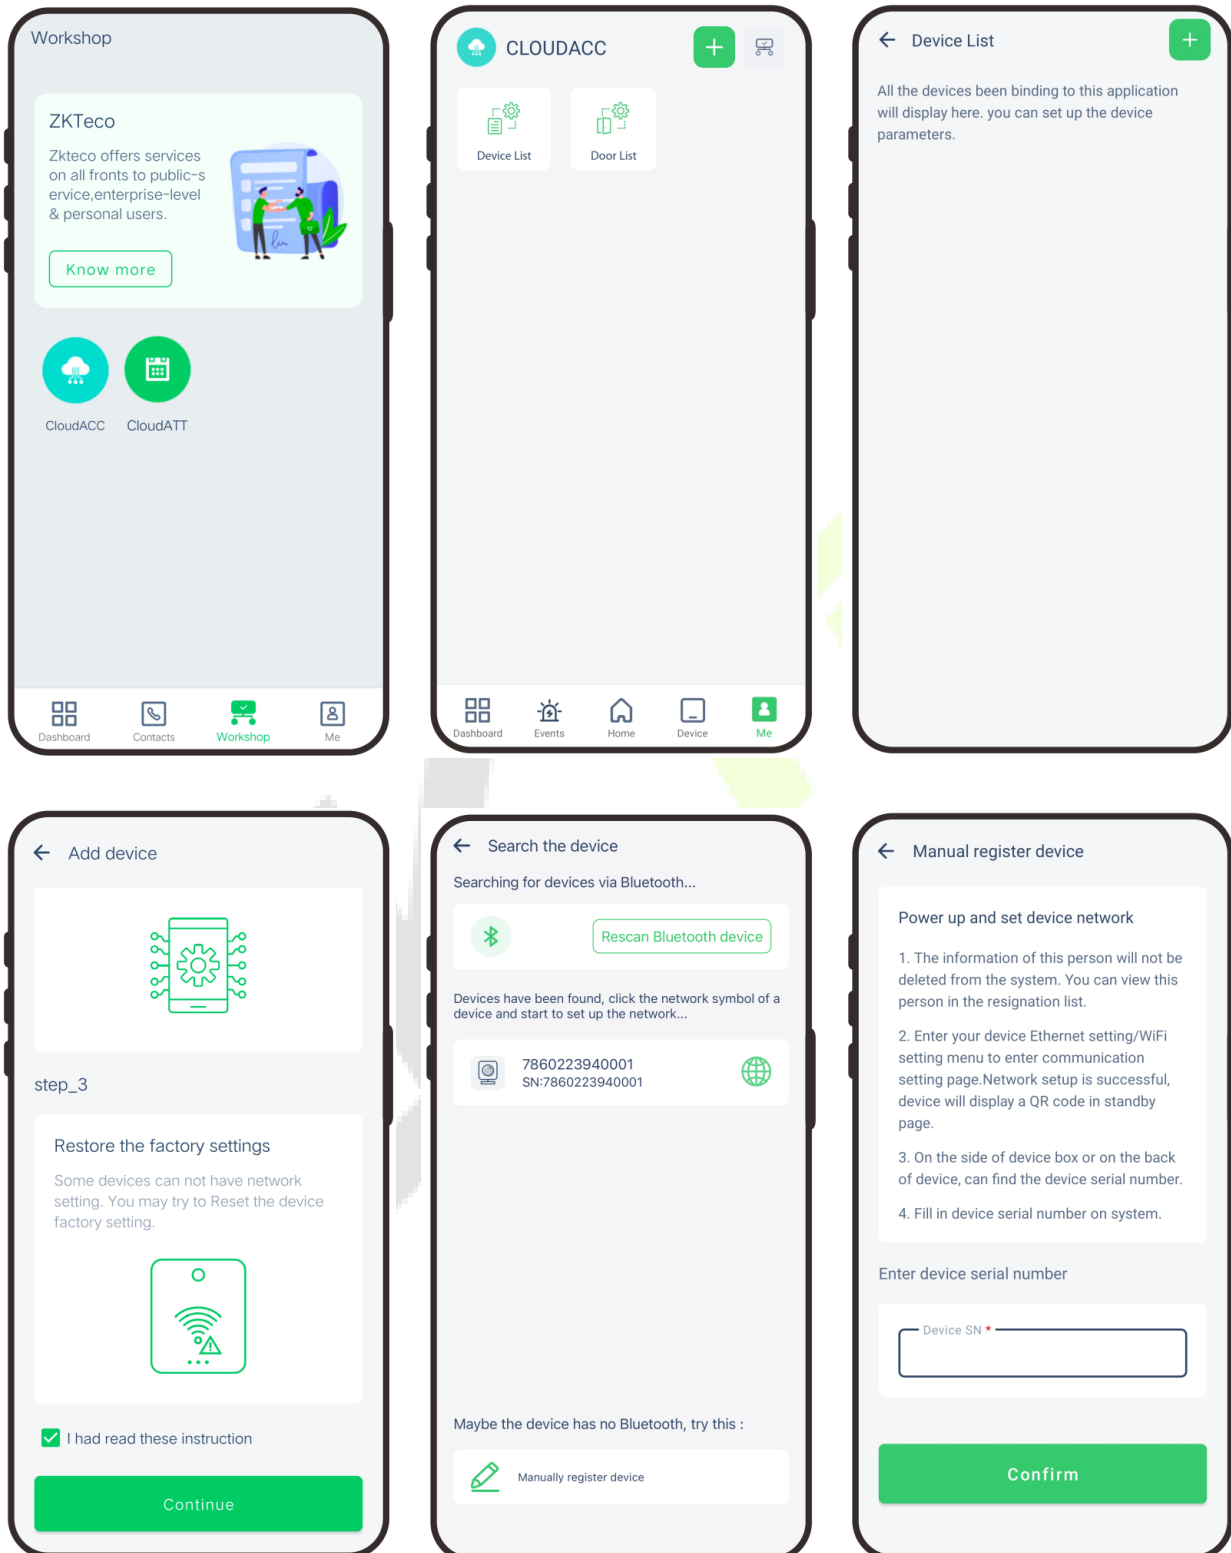 Workshop
ZKTeco
Zkteco offers services
on all fronts to public-s
ervice,enterprise-level
& personal users.
Know more
CloudACC
CloudATT
Dashboard
Contacts
Workshop
Me
CLOUDACC
Device List
Door List
Dashboard
Events
Home
Device
Me
Device List
All the devices been binding to this application
will display here. you can set up the device
parameters.
Add device
step_3
Restore the factory settings
Some devices can not have network
setting. You may try to Reset the device
factory setting.
I had read these instruction
Continue
Search the device
Searching for devices via Bluetooth...
Rescan Bluetooth device
Devices have been found, click the network symbol of a
device and start to set up the network...
7860223940001
SN:7860223940001
Maybe the device has no Bluetooth, try this :
Manually register device
Manual register device
Power up and set device network
1. The information of this person will not be
deleted from the system. You can view this
person in the resignation list.
2. Enter your device Ethernet setting/WiFi
setting menu to enter communication
setting page.Network setup is successful,
device will display a QR code in standby
page.
3. On the side of device box or on the back
of device, can find the device serial number.
4. Fill in device serial number on system.
Enter device serial number
Device SN *
Confirm